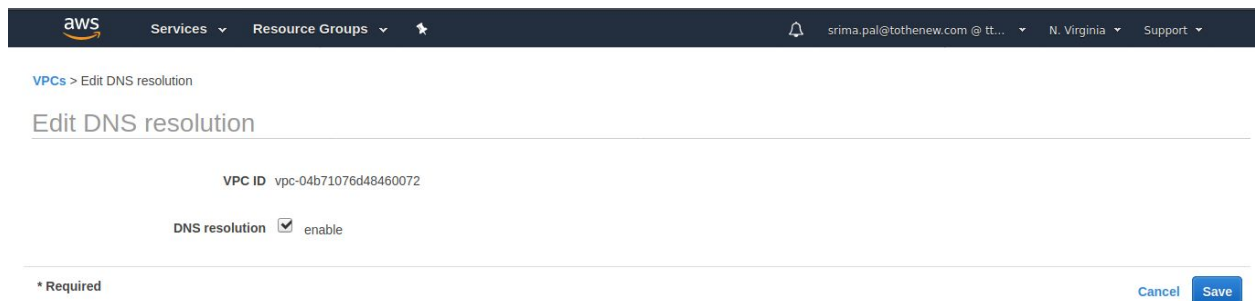 aws Services Resource Groups srima.pal@tothenew.com @ tt... N. Virginia Support
VPCs > Edit DNS resolution
Edit DNS resolution
VPC ID vpc-04b71076d48460072
DNS resolution enable
* Required
Cancel Save